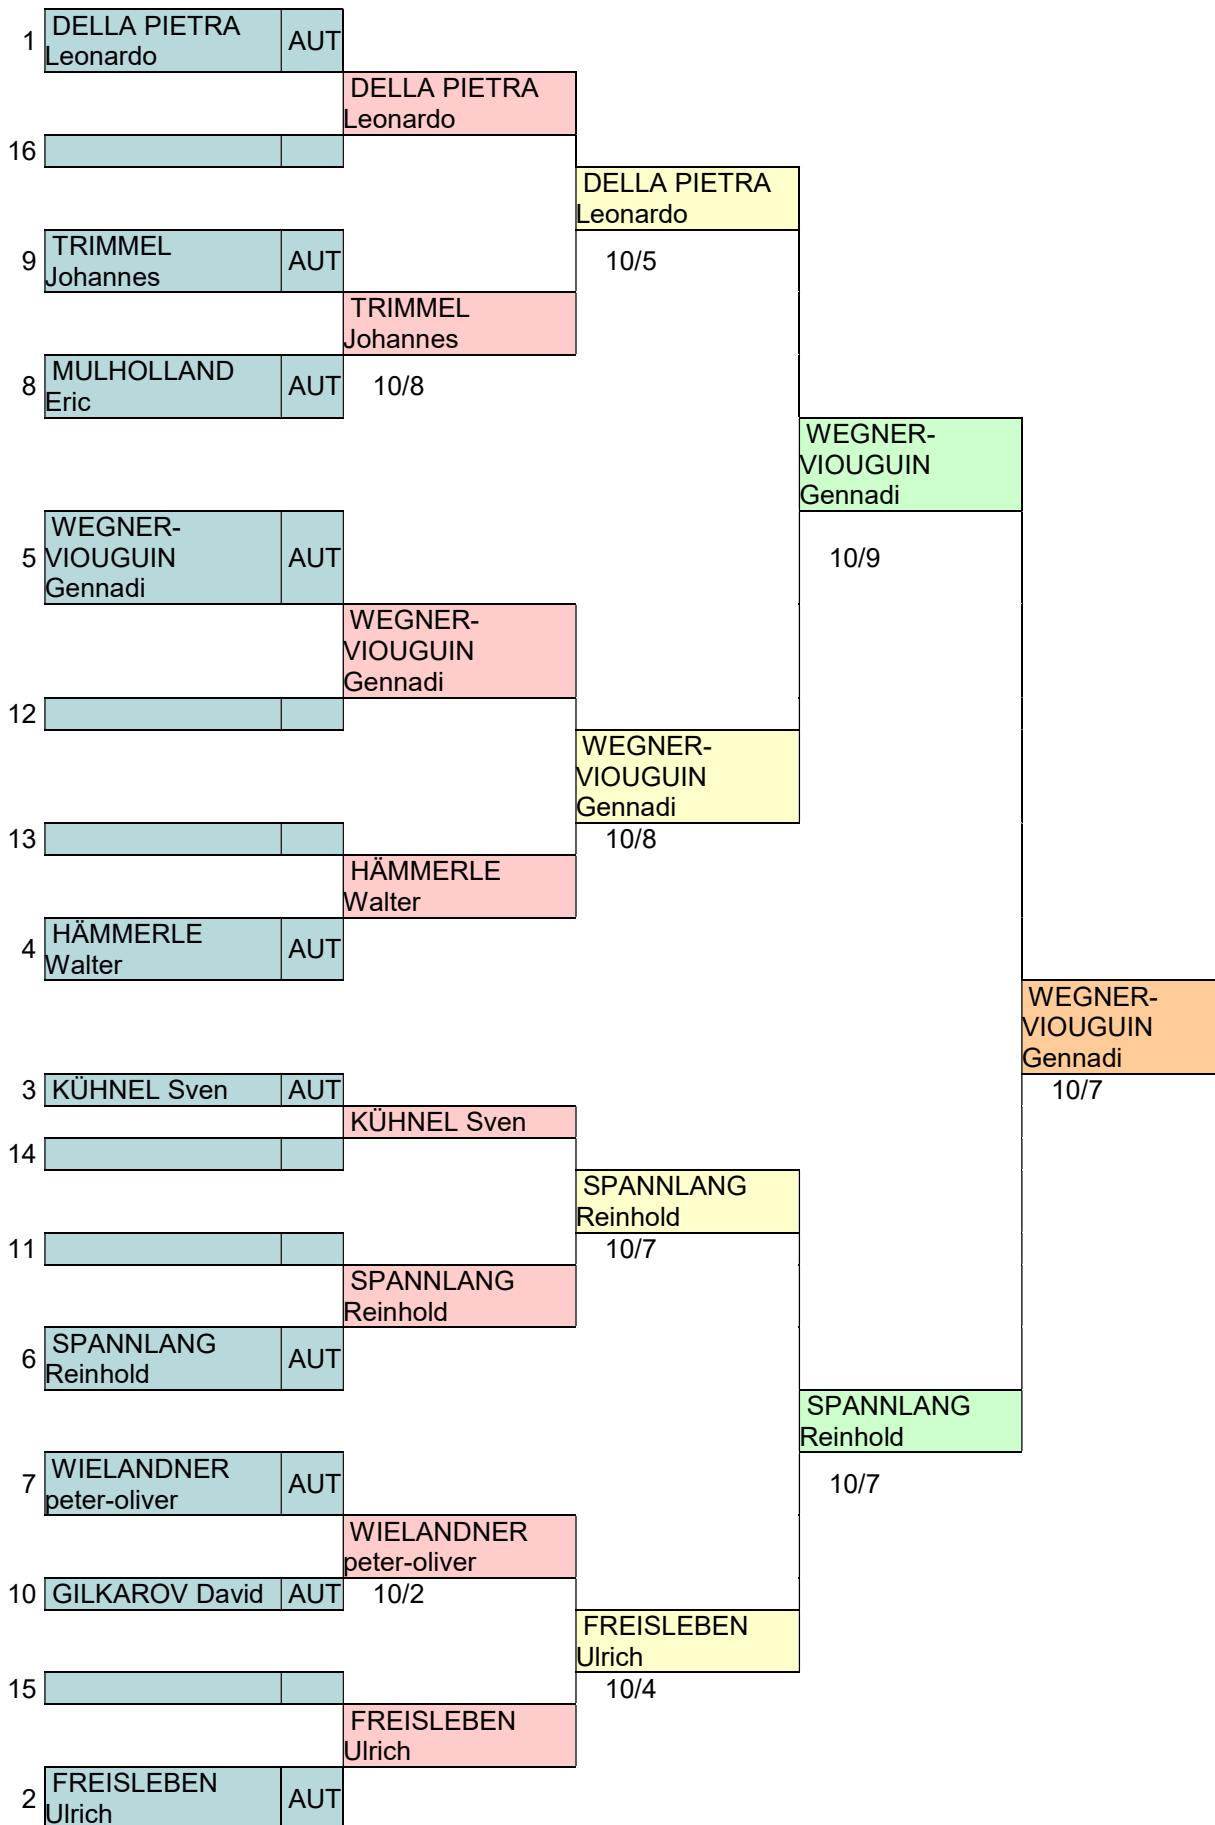 1 DELLA PIETRA AUT
Leonardo
DELLA PIETRA
Leonardo
16
DELLA PIETRA
Leonardo
9 TRIMMEL AUT
Johannes
10/5
TRIMMEL
Johannes
8 MULHOLLAND AUT
Eric
10/8
WEGNER-
VIOUGUIN
Gennadi
5 WEGNER- AUT
VIOUGUIN
Gennadi
10/9
WEGNER-
VIOUGUIN
Gennadi
12
WEGNER-
VIOUGUIN
Gennadi
13
10/8
HÄMMERLE
Walter
4 HÄMMERLE AUT
Walter
WEGNER-
VIOUGUIN
Gennadi
3 KÜHNEL Sven AUT
10/7
KÜHNEL Sven
14
SPANNLANG
Reinhold
11
10/7
SPANNLANG
Reinhold
6 SPANNLANG AUT
Reinhold
SPANNLANG
Reinhold
7 WIELANDNER AUT
peter-oliver
10/7
WIELANDNER
peter-oliver
10 GILKAROV David AUT
10/2
FREISLEBEN
Ulrich
15
10/4
FREISLEBEN
Ulrich
2 FREISLEBEN AUT
Ulrich